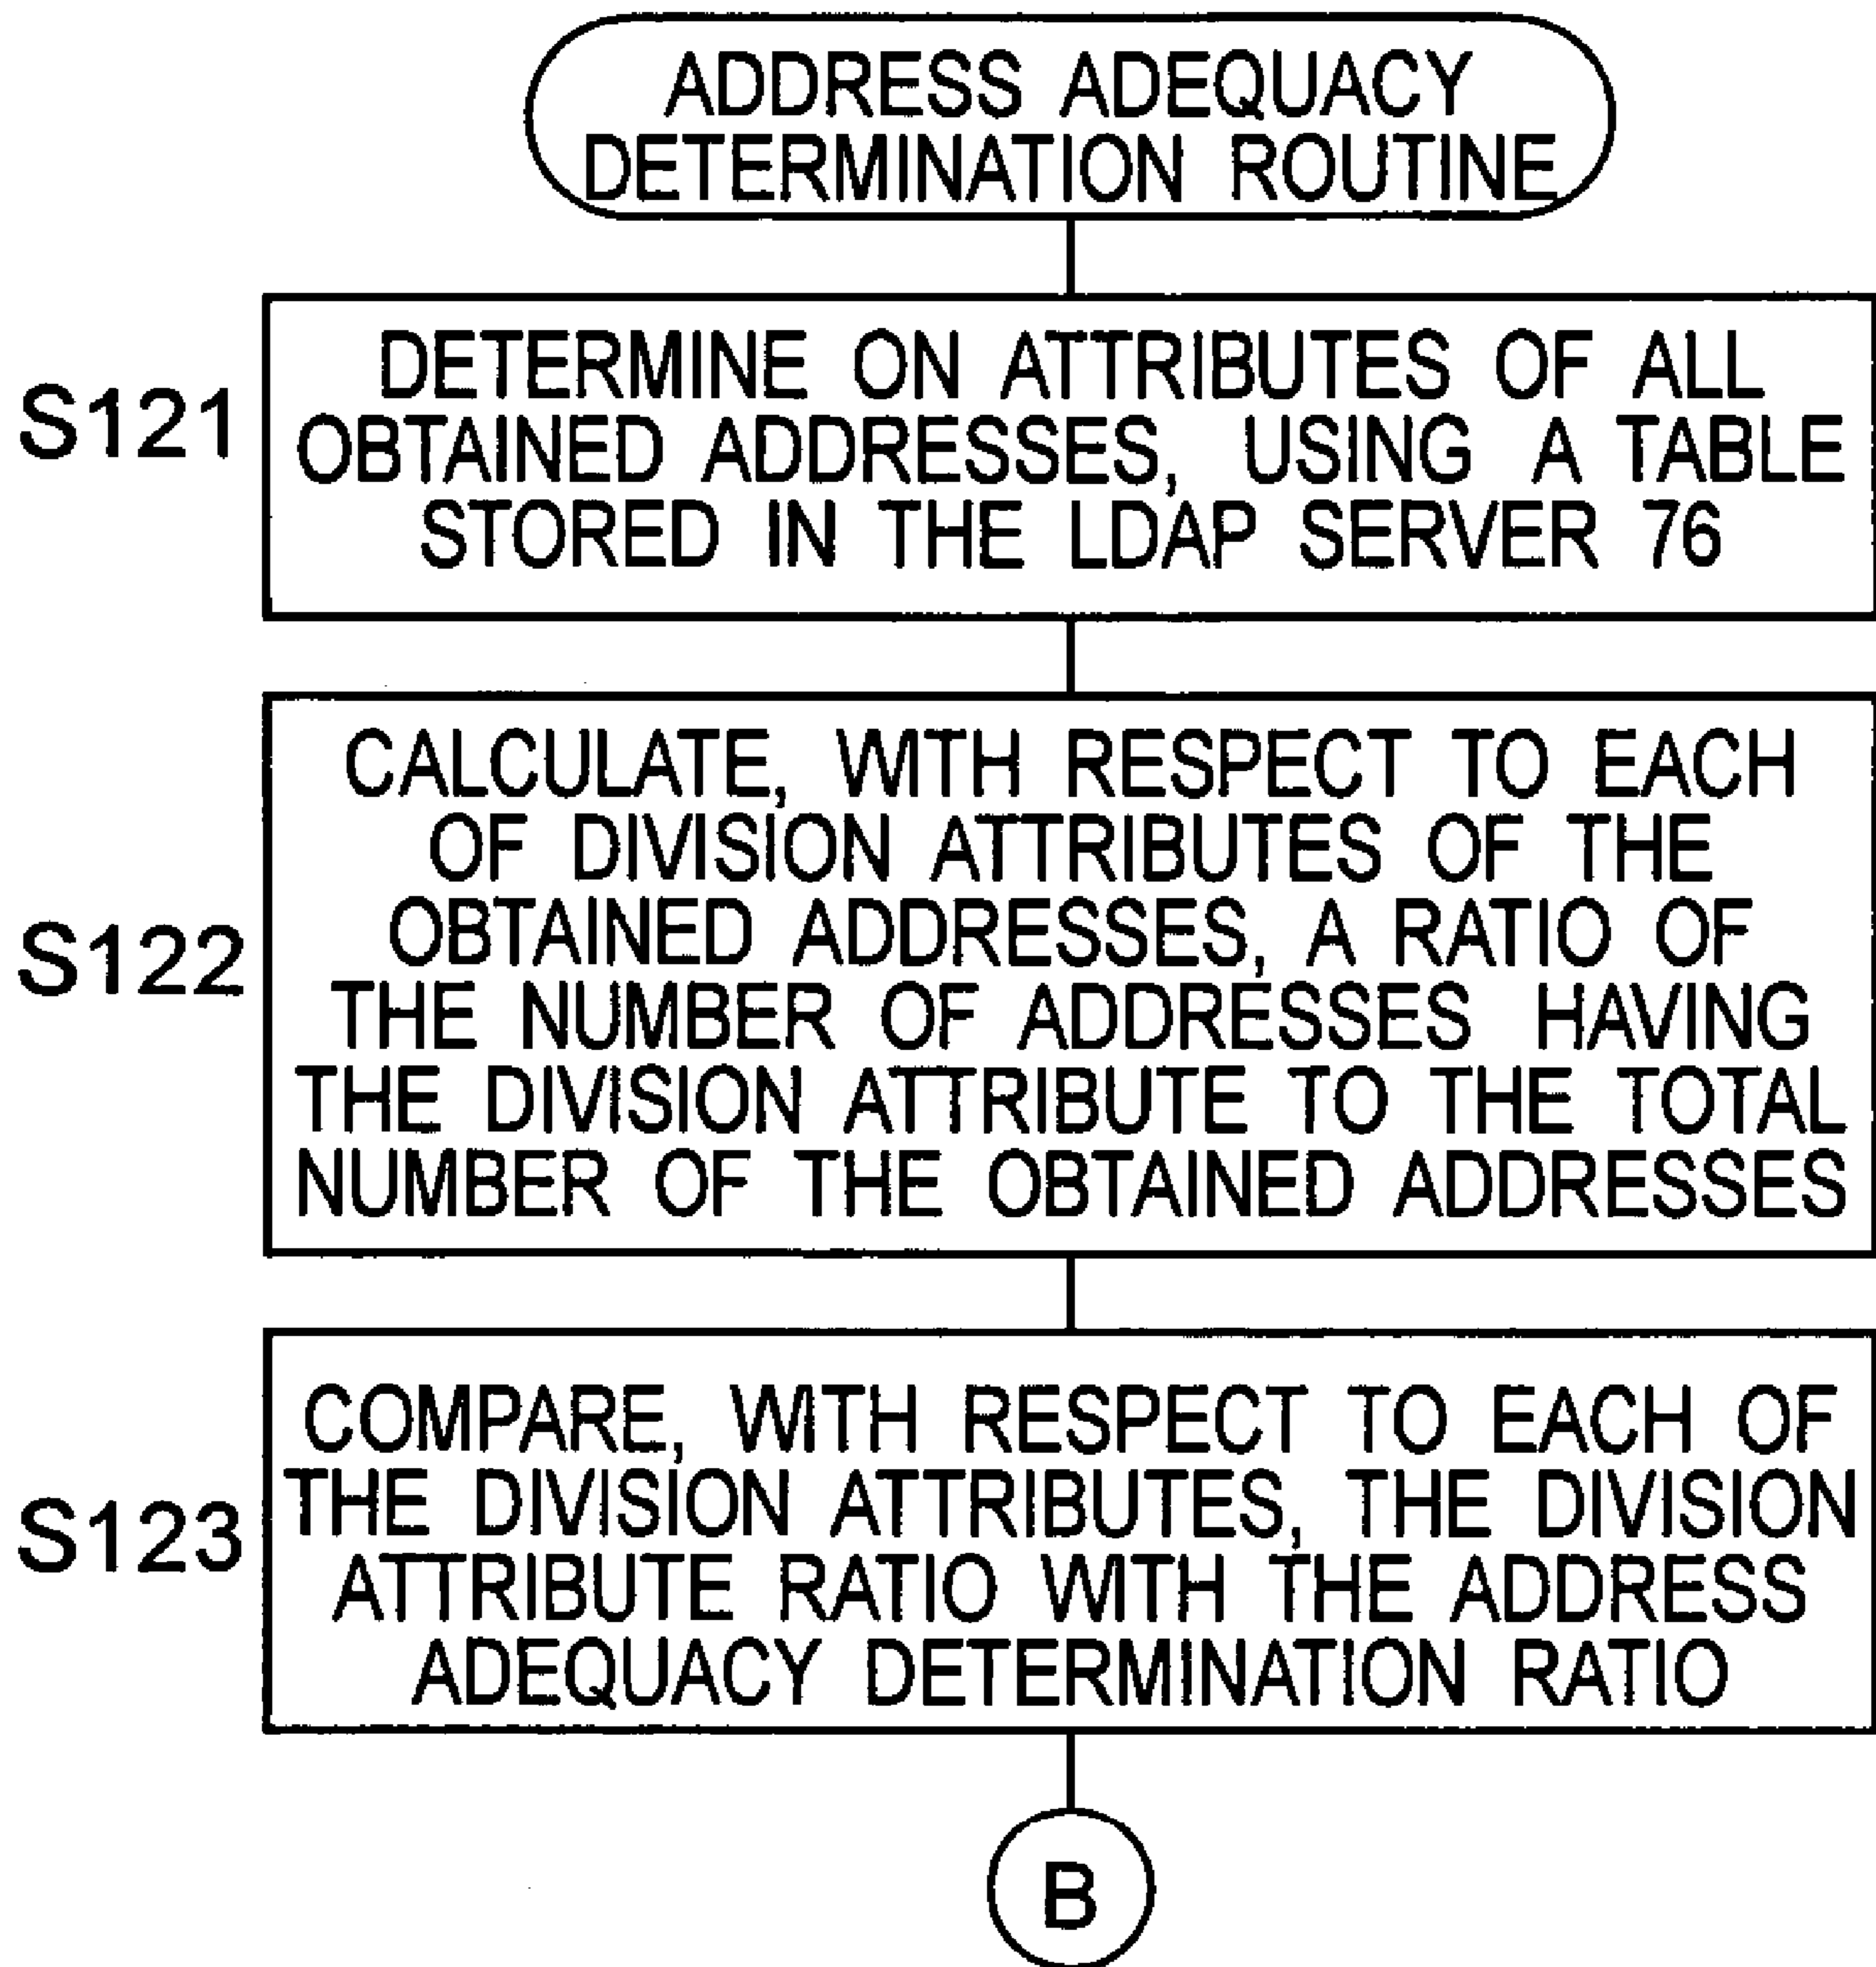 ADDRESS ADEQUACY
DETERMINATION ROUTINE
S121
DETERMINE ON ATTRIBUTES OF ALL
OBTAINED ADDRESSES, USING A TABLE
STORED IN THE LDAP SERVER 76
S122
CALCULATE, WITH RESPECT TO EACH
OF DIVISION ATTRIBUTES OF THE
OBTAINED ADDRESSES, A RATIO OF
THE NUMBER OF ADDRESSES HAVING
THE DIVISION ATTRIBUTE TO THE TOTAL
NUMBER OF THE OBTAINED ADDRESSES
S123
COMPARE, WITH RESPECT TO EACH OF
THE DIVISION ATTRIBUTES, THE DIVISION
ATTRIBUTE RATIO WITH THE ADDRESS
ADEQUACY DETERMINATION RATIO
B